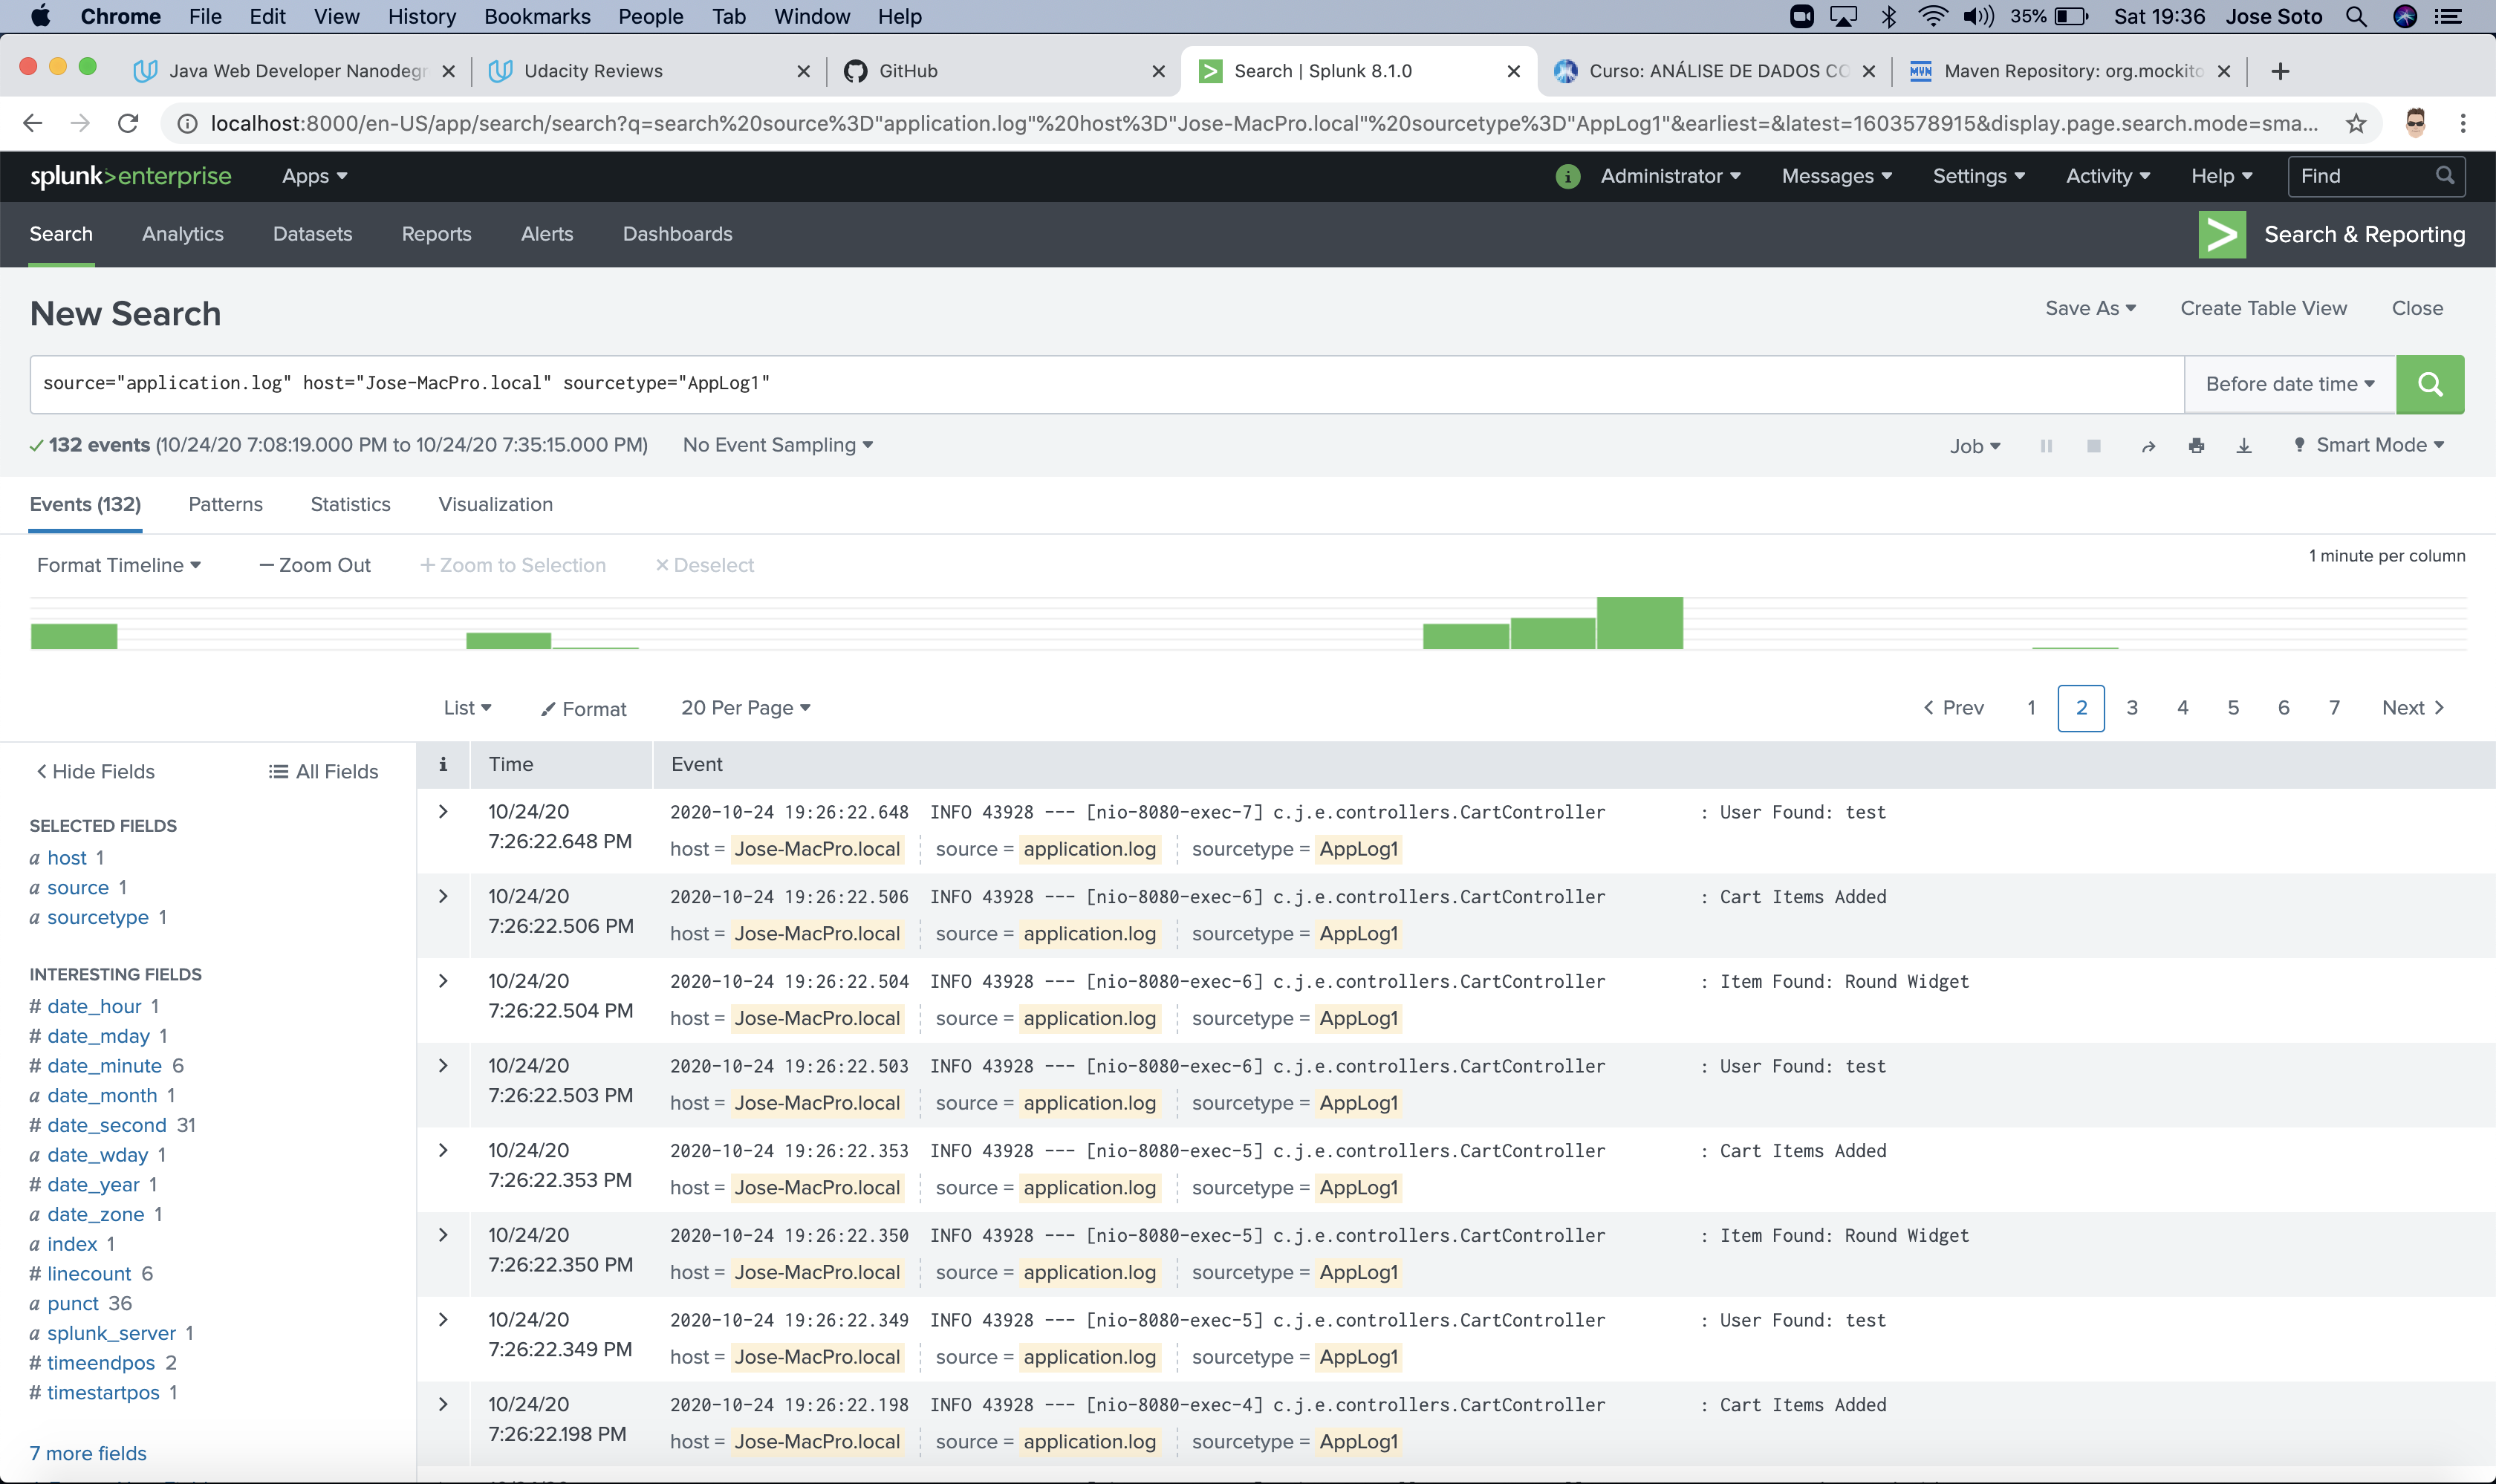 Chrome File Edit View History Bookmarks People Tab Window Help 35% Sat 19:36 Jose Soto
Java Web Developer Nanodegr Udacity Reviews GitHub Search | Splunk 8.1.0 Curso: ANÁLISE DE DADOS CO Maven Repository: org.mockito
localhost:8000/en-US/app/search/search?q=search%20source%3D"application.log"%20host%3D"Jose-MacPro.local"%20sourcetype%3D"AppLog1"&earliest=&latest=1603578915&display.page.search.mode=sma...
splunk>enterprise Apps Administrator Messages Settings Activity Help Find
Search Analytics Datasets Reports Alerts Dashboards Search & Reporting
New Search Save As Create Table View Close
source="application.log" host="Jose-MacPro.local" sourcetype="AppLog1" Before date time
132 events (10/24/20 7:08:19.000 PM to 10/24/20 7:35:15.000 PM) No Event Sampling Job Smart Mode
Events (132) Patterns Statistics Visualization
Format Timeline — Zoom Out + Zoom to Selection × Deselect 1 minute per column
List Format 20 Per Page < Prev 1 2 3 4 5 6 7 Next >
< Hide Fields All Fields
SELECTED FIELDS
a host 1
a source 1
a sourcetype 1
INTERESTING FIELDS
# date_hour 1
# date_mday 1
# date_minute 6
a date_month 1
# date_second 31
a date_wday 1
# date_year 1
a date_zone 1
a index 1
# linecount 6
a punct 36
a splunk_server 1
# timeendpos 2
# timestartpos 1
7 more fields
i Time Event
10/24/20 2020-10-24 19:26:22.648 INFO 43928 --- [nio-8080-exec-7] c.j.e.controllers.CartController : User Found: test
7:26:22.648 PM host = Jose-MacPro.local source = application.log sourcetype = AppLog1
10/24/20 2020-10-24 19:26:22.506 INFO 43928 --- [nio-8080-exec-6] c.j.e.controllers.CartController : Cart Items Added
7:26:22.506 PM host = Jose-MacPro.local source = application.log sourcetype = AppLog1
10/24/20 2020-10-24 19:26:22.504 INFO 43928 --- [nio-8080-exec-6] c.j.e.controllers.CartController : Item Found: Round Widget
7:26:22.504 PM host = Jose-MacPro.local source = application.log sourcetype = AppLog1
10/24/20 2020-10-24 19:26:22.503 INFO 43928 --- [nio-8080-exec-6] c.j.e.controllers.CartController : User Found: test
7:26:22.503 PM host = Jose-MacPro.local source = application.log sourcetype = AppLog1
10/24/20 2020-10-24 19:26:22.353 INFO 43928 --- [nio-8080-exec-5] c.j.e.controllers.CartController : Cart Items Added
7:26:22.353 PM host = Jose-MacPro.local source = application.log sourcetype = AppLog1
10/24/20 2020-10-24 19:26:22.350 INFO 43928 --- [nio-8080-exec-5] c.j.e.controllers.CartController : Item Found: Round Widget
7:26:22.350 PM host = Jose-MacPro.local source = application.log sourcetype = AppLog1
10/24/20 2020-10-24 19:26:22.349 INFO 43928 --- [nio-8080-exec-5] c.j.e.controllers.CartController : User Found: test
7:26:22.349 PM host = Jose-MacPro.local source = application.log sourcetype = AppLog1
10/24/20 2020-10-24 19:26:22.198 INFO 43928 --- [nio-8080-exec-4] c.j.e.controllers.CartController : Cart Items Added
7:26:22.198 PM host = Jose-MacPro.local source = application.log sourcetype = AppLog1